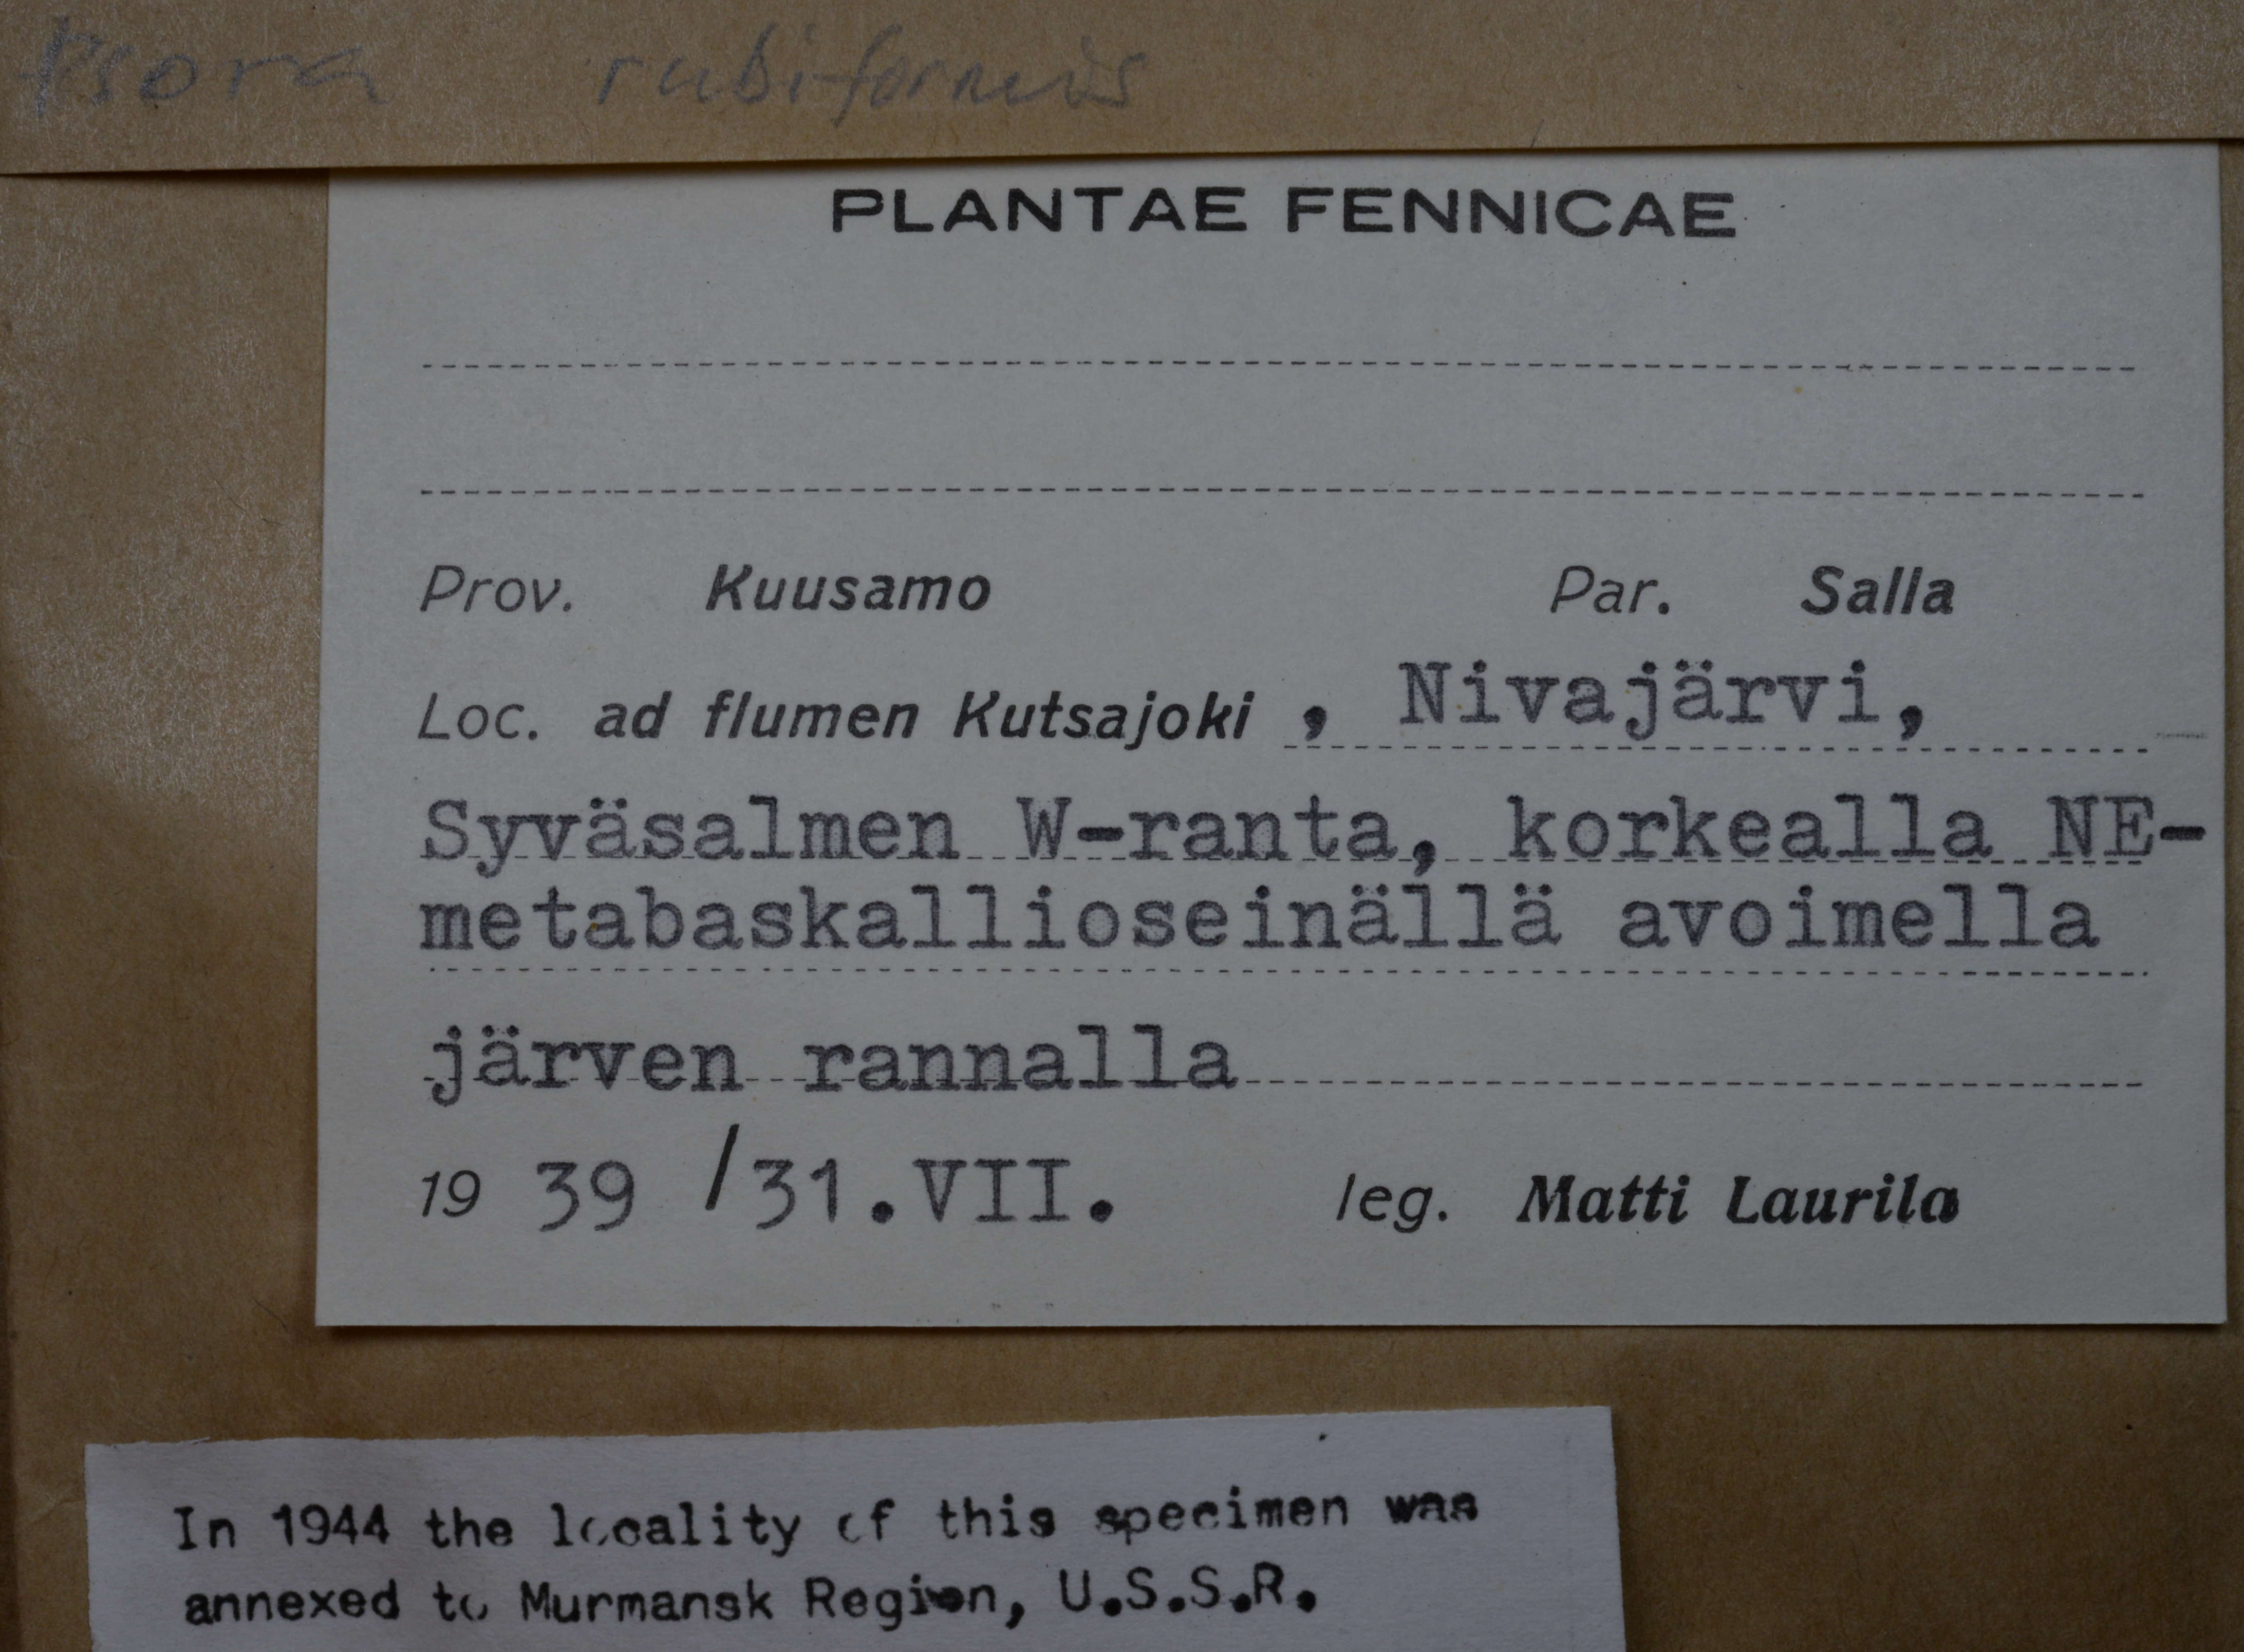 Psora rubiformis
PLANTAE FENNICAE
Prov. Kuusamo Par. Salla
Loc. ad flumen Kutsajoki , Nivajärvi,
Syväsalmen W-ranta, korkealla NE-
metabaskallioseinällä avoimella
järven rannalla
19 39 /31.VII. leg. Matti Laurila
In 1944 the locality of this specimen was
annexed to Murmansk Region, U.S.S.R.